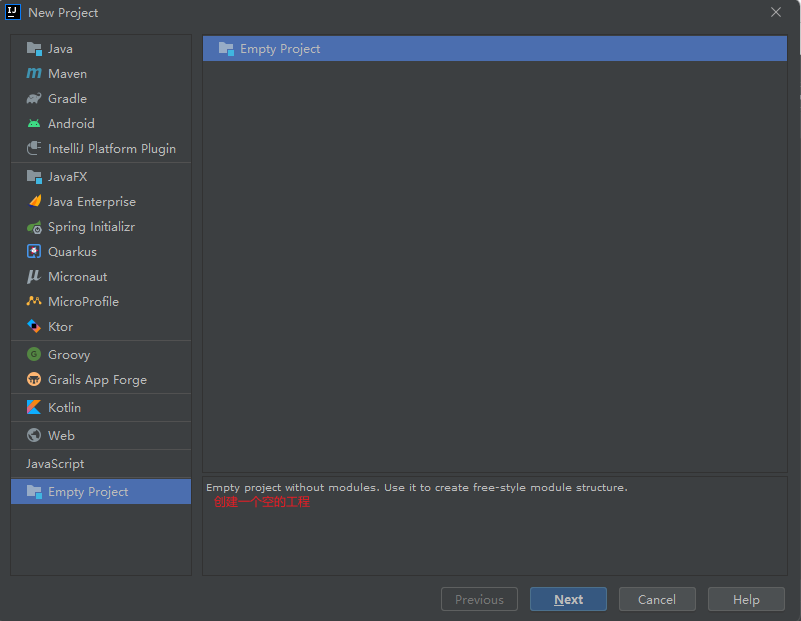 New Project
Java
Maven
Gradle
Android
IntelliJ Platform Plugin
JavaFX
Java Enterprise
Spring Initializr
Quarkus
Micronaut
MicroProfile
Ktor
Groovy
Grails App Forge
Kotlin
Web
JavaScript
Empty Project
Empty Project
Empty project without modules. Use it to create free-style module structure.
创建一个空的工程
Previous
Next
Cancel
Help